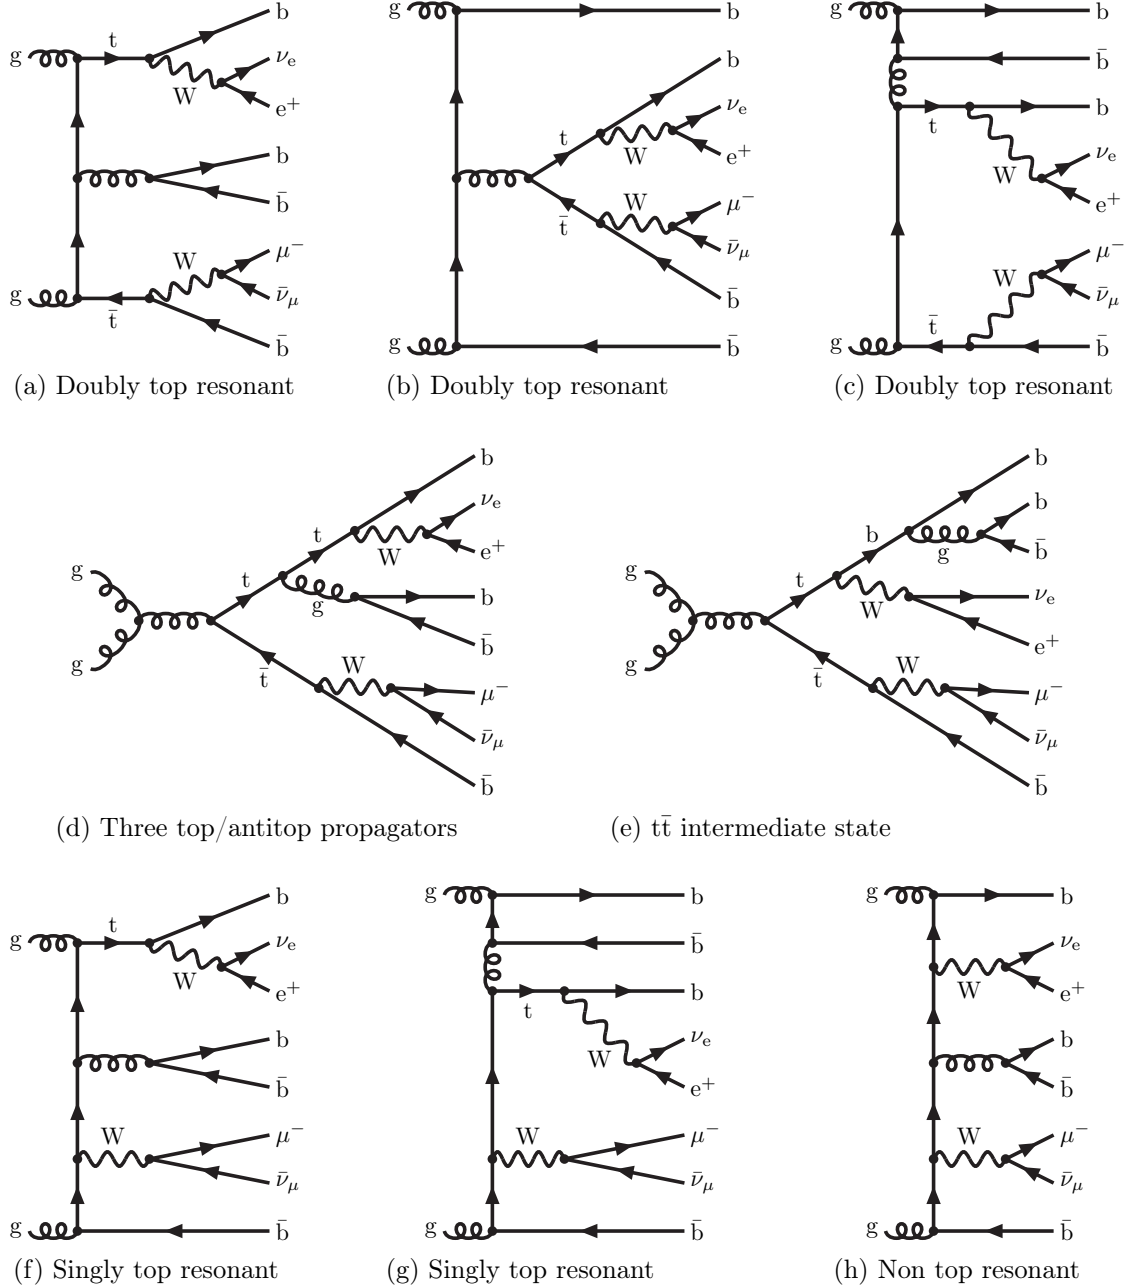 g
t
b
ν_e
W
e⁺
b
b̄
W
μ⁻
ν̄_μ
g
t̄
b̄
(a) Doubly top resonant
g
b
b
t
ν_e
W
e⁺
W
μ⁻
t̄
ν̄_μ
b̄
g
b̄
(b) Doubly top resonant
g
b
b̄
t
b
W
ν_e
e⁺
W
μ⁻
ν̄_μ
g
t̄
b̄
(c) Doubly top resonant
b
ν_e
t
W
e⁺
g
t
g
b
b̄
g
t̄
W
μ⁻
ν̄_μ
b̄
(d) Three top/antitop propagators
b
b
b
g
b̄
g
t
W
ν_e
e⁺
g
t̄
W
μ⁻
ν̄_μ
b̄
(e) tt̄ intermediate state
b
g
t
ν_e
W
e⁺
b
b̄
W
μ⁻
ν̄_μ
g
b̄
(f) Singly top resonant
g
b
b̄
t
b
W
ν_e
e⁺
W
μ⁻
ν̄_μ
g
b̄
(g) Singly top resonant
g
b
ν_e
W
e⁺
b
b̄
W
μ⁻
ν̄_μ
g
b̄
(h) Non top resonant